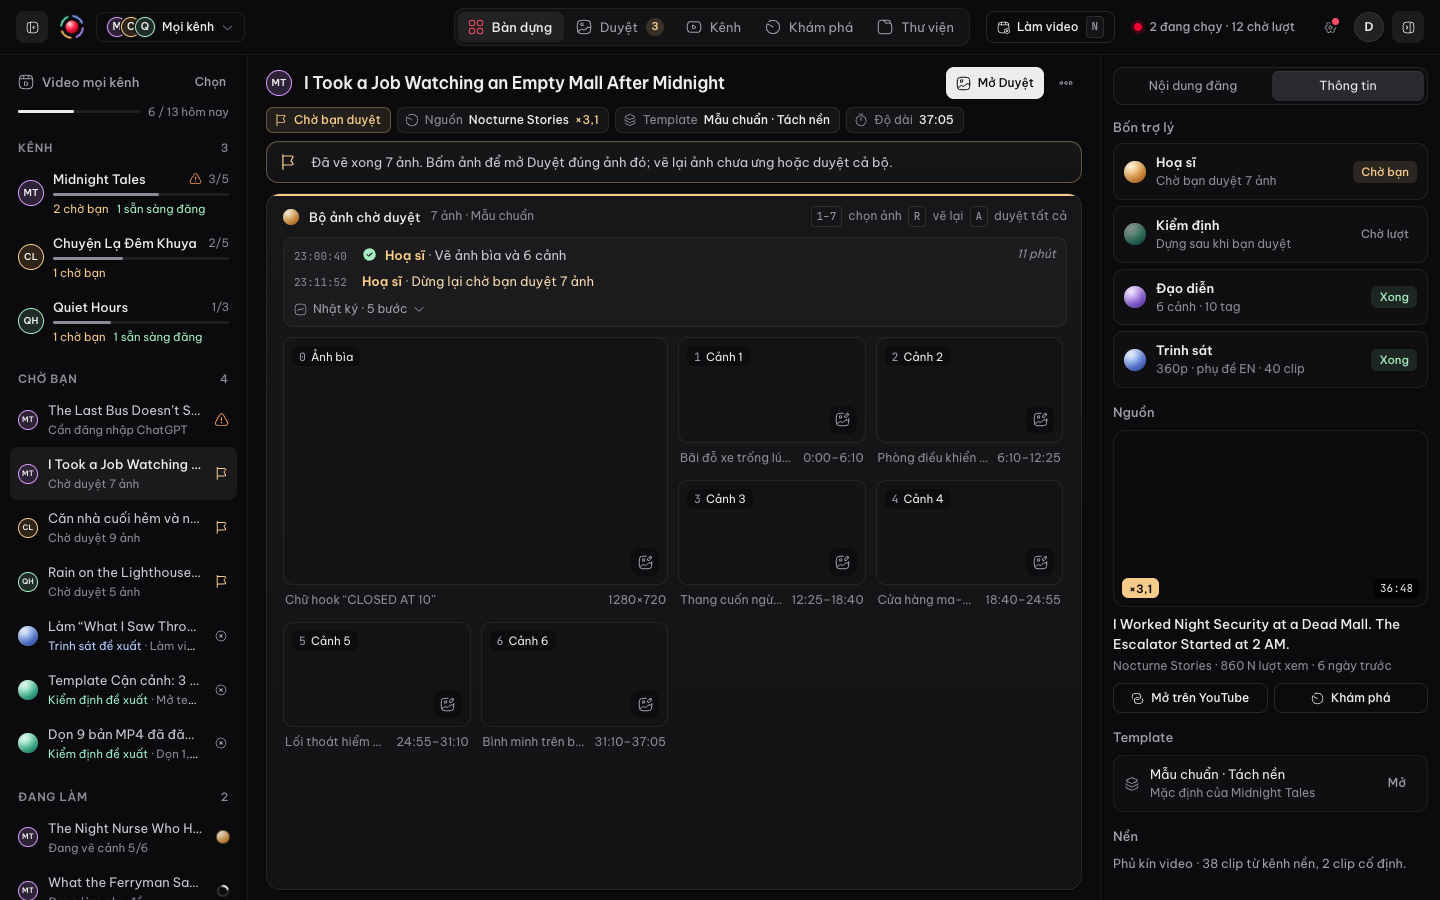 M C Q Mọi kênh
Bàn dựng
Duyệt 3
Kênh
Khám phá
Thư viện
Làm video N
2 đang chạy · 12 chờ lượt
D
Video mọi kênh Chọn
6 / 13 hôm nay
KÊNH 3
MT Midnight Tales 3/5
2 chờ bạn 1 sẵn sàng đăng
CL Chuyện Lạ Đêm Khuya 2/5
1 chờ bạn
QH Quiet Hours 1/3
1 chờ bạn 1 sẵn sàng đăng
CHỜ BẠN 4
MT The Last Bus Doesn't S...
Cần đăng nhập ChatGPT
MT I Took a Job Watching ...
Chờ duyệt 7 ảnh
CL Căn nhà cuối hẻm và n...
Chờ duyệt 9 ảnh
QH Rain on the Lighthouse...
Chờ duyệt 5 ảnh
Làm “What I Saw Thro...
Trinh sát đề xuất · Làm vi...
Template Cận cảnh: 3 ...
Kiểm định đề xuất · Mở te...
Dọn 9 bản MP4 đã đă...
Kiểm định đề xuất · Dọn 1,...
ĐANG LÀM 2
MT The Night Nurse Who H...
Đang vẽ cảnh 5/6
MT What the Ferryman Sa...
MT I Took a Job Watching an Empty Mall After Midnight
Mở Duyệt
Chờ bạn duyệt
Nguồn Nocturne Stories ×3,1
Template Mẫu chuẩn · Tách nền
Độ dài 37:05
Đã vẽ xong 7 ảnh. Bấm ảnh để mở Duyệt đúng ảnh đó; vẽ lại ảnh chưa ưng hoặc duyệt cả bộ.
Bộ ảnh chờ duyệt 7 ảnh · Mẫu chuẩn
1–7 chọn ảnh R vẽ lại A duyệt tất cả
23:00:40 Hoạ sĩ · Vẽ ảnh bìa và 6 cảnh 11 phút
23:11:52 Hoạ sĩ · Dừng lại chờ bạn duyệt 7 ảnh
Nhật ký · 5 bước
0 Ảnh bìa
Chữ hook “CLOSED AT 10” 1280×720
1 Cảnh 1
Bãi đỗ xe trống lú... 0:00–6:10
2 Cảnh 2
Phòng điều khiển ... 6:10–12:25
3 Cảnh 3
Thang cuốn ngừ... 12:25–18:40
4 Cảnh 4
Cửa hàng ma-... 18:40–24:55
5 Cảnh 5
Lối thoát hiểm ... 24:55–31:10
6 Cảnh 6
Bình minh trên b... 31:10–37:05
Nội dung đăng
Thông tin
Bốn trợ lý
Hoạ sĩ
Chờ bạn duyệt 7 ảnh
Chờ bạn
Kiểm định
Dựng sau khi bạn duyệt
Chờ lượt
Đạo diễn
6 cảnh · 10 tag
Xong
Trinh sát
360p · phụ đề EN · 40 clip
Xong
Nguồn
×3,1 36:48
I Worked Night Security at a Dead Mall. The
Escalator Started at 2 AM.
Nocturne Stories · 860 N lượt xem · 6 ngày trước
Mở trên YouTube
Khám phá
Template
Mẫu chuẩn · Tách nền
Mặc định của Midnight Tales
Mở
Nền
Phủ kín video · 38 clip từ kênh nền, 2 clip cố định.